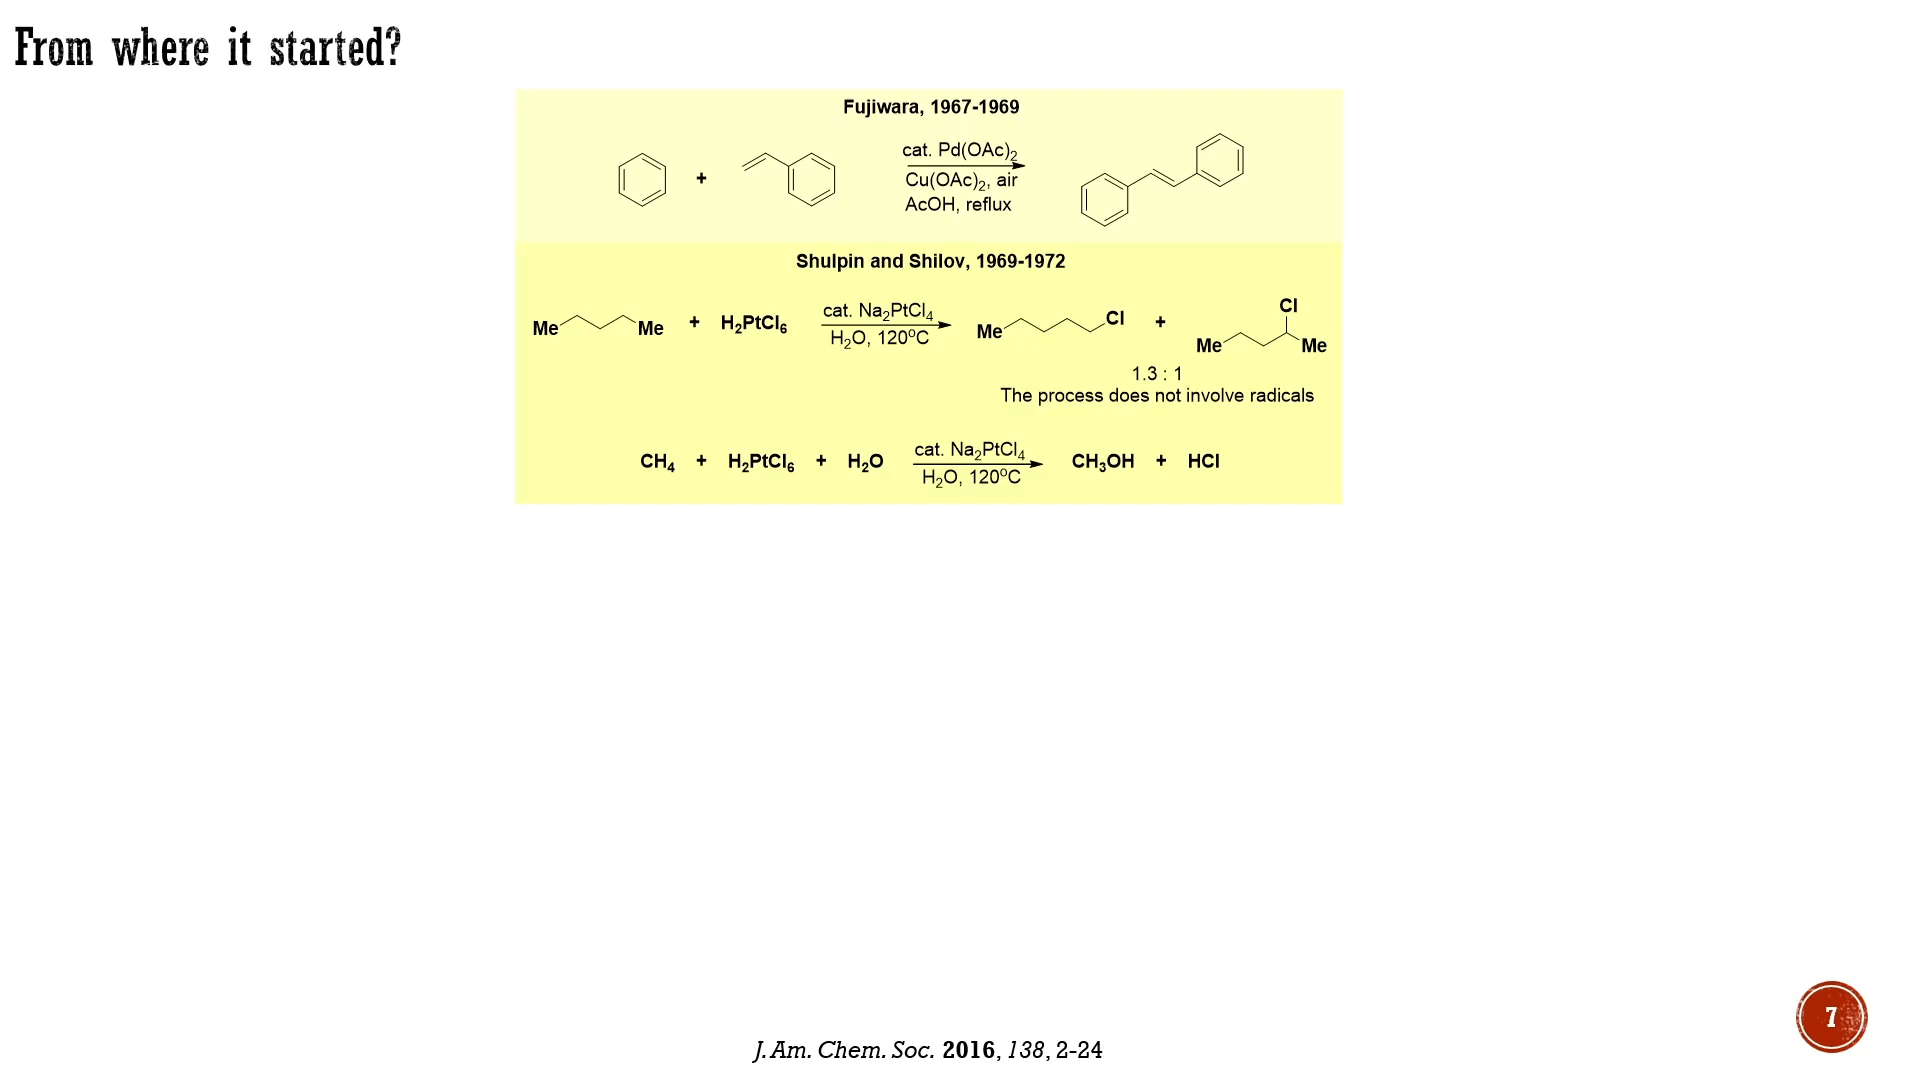 From where it started?
Fujiwara, 1967-1969
+
cat. Pd(OAc)2
Cu(OAc)2, air
AcOH, reflux
Shulpin and Shilov, 1969-1972
Me Me + H2PtCl6
cat. Na2PtCl4
H2O, 120oC
Me Cl + Cl Me Me
1.3 : 1
The process does not involve radicals
CH4 + H2PtCl6 + H2O
cat. Na2PtCl4
H2O, 120oC
CH3OH + HCl
7
J. Am. Chem. Soc. 2016, 138, 2-24